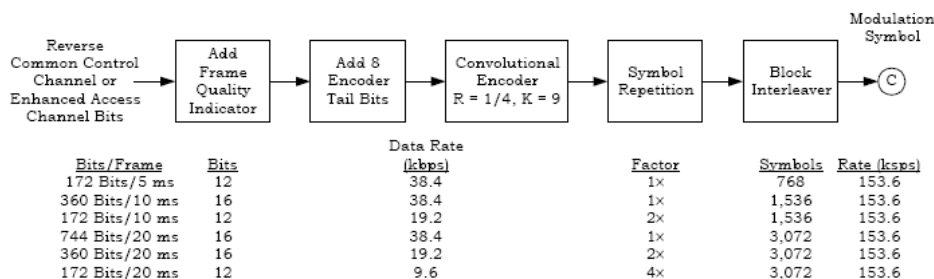 Modulation
Symbol
Reverse
Common Control
Channel or
Enhanced Access
Channel Bits
Add
Frame
Quality
Indicator
Add 8
Encoder
Tail Bits
Convolutional
Encoder
R = 1/4, K = 9
Symbol
Repetition
Block
Interleaver
C
Data Rate
Bits/Frame Bits (kbps) Factor Symbols Rate (ksps)
172 Bits/5 ms 12 38.4 1× 768 153.6
360 Bits/10 ms 16 38.4 1× 1,536 153.6
172 Bits/10 ms 12 19.2 2× 1,536 153.6
744 Bits/20 ms 16 38.4 1× 3,072 153.6
360 Bits/20 ms 16 19.2 2× 3,072 153.6
172 Bits/20 ms 12 9.6 4× 3,072 153.6